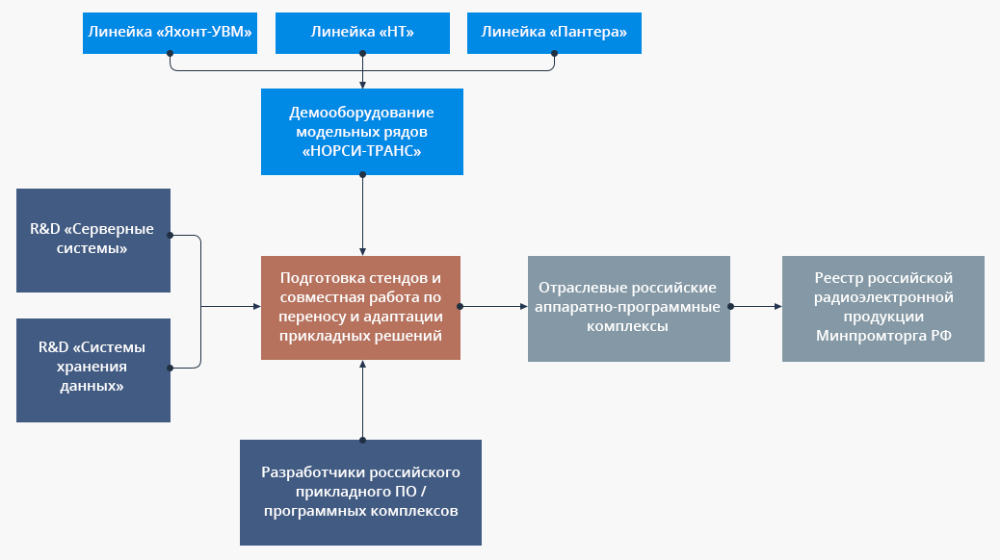 Линейка «Яхонт-УВМ»
Линейка «НТ»
Линейка «Пантера»
Демооборудование
модельных рядов
«НОРСИ-ТРАНС»
R&D «Серверные
системы»
R&D «Системы
хранения
данных»
Подготовка стендов и
совместная работа по
переносу и адаптации
прикладных решений
Отраслевые российские
аппаратно-программные
комплексы
Реестр российской
радиоэлектронной
продукции
Минпромторга РФ
Разработчики российского
прикладного ПО /
программных комплексов